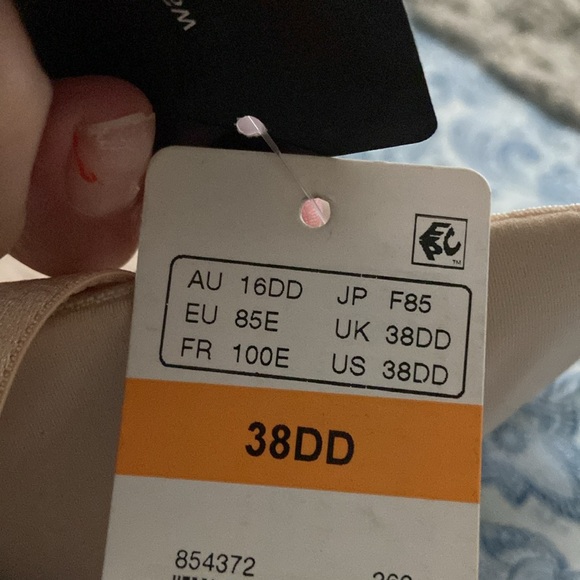 AU 16DD JP F85
EU 85E UK 38DD
FR 100E US 38DD
38DD
854372